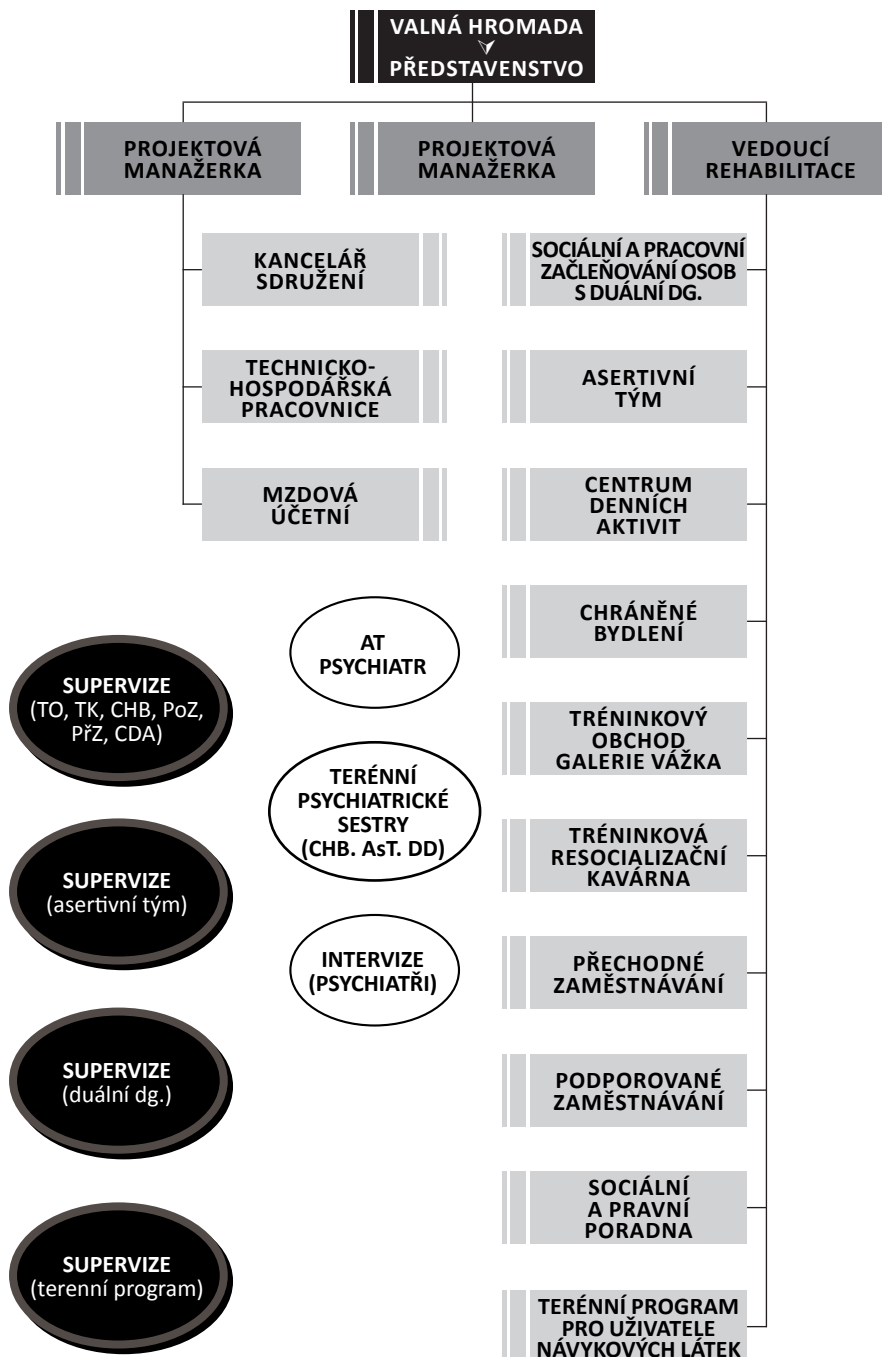 VALNÁ HROMADA
PŘEDSTAVENSTVO
PROJEKTOVÁ
MANAŽERKA
PROJEKTOVÁ
MANAŽERKA
VEDOUCÍ
REHABILITACE
KANCELÁŘ
SDRUŽENÍ
TECHNICKO-
HOSPODÁŘSKÁ
PRACOVNICE
MZDOVÁ
ÚČETNÍ
SOCIÁLNÍ A PRACOVNÍ
ZAČLEŇOVÁNÍ OSOB
S DUÁLNÍ DG.
ASERTIVNÍ
TÝM
CENTRUM
DENNÍCH
AKTIVIT
CHRÁNĚNÉ
BYDLENÍ
TRÉNINKOVÝ
OBCHOD
GALERIE VÁŽKA
TRÉNINKOVÁ
RESOCIALIZAČNÍ
KAVÁRNA
PŘECHODNÉ
ZAMĚSTNÁVÁNÍ
PODPOROVANÉ
ZAMĚSTNÁVÁNÍ
SOCIÁLNÍ
A PRAVNÍ
PORADNA
TERÉNNÍ PROGRAM
PRO UŽIVATELE
NÁVYKOVÝCH LÁTEK
AT
PSYCHIATR
TERÉNNÍ
PSYCHIATRICKÉ
SESTRY
(CHB. AsT. DD)
INTERVIZE
(PSYCHIATŘI)
SUPERVIZE
(TO, TK, CHB, PoZ,
PřZ, CDA)
SUPERVIZE
(asertivní tým)
SUPERVIZE
(duální dg.)
SUPERVIZE
(terenní program)